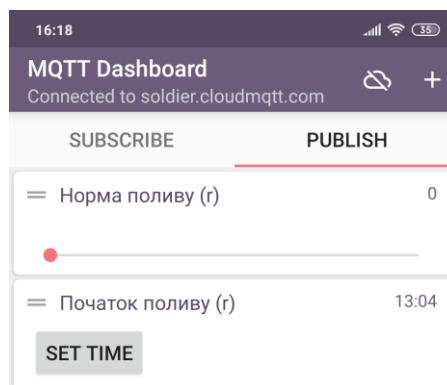 16:18 35
MQTT Dashboard
Connected to soldier.cloudmqtt.com
+
SUBSCRIBE PUBLISH
Норма поливу (r) 0
Початок поливу (r) 13:04
SET TIME